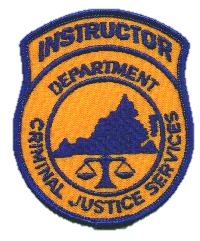 INSTRUCTOR
DEPARTMENT
CRIMINAL JUSTICE SERVICES